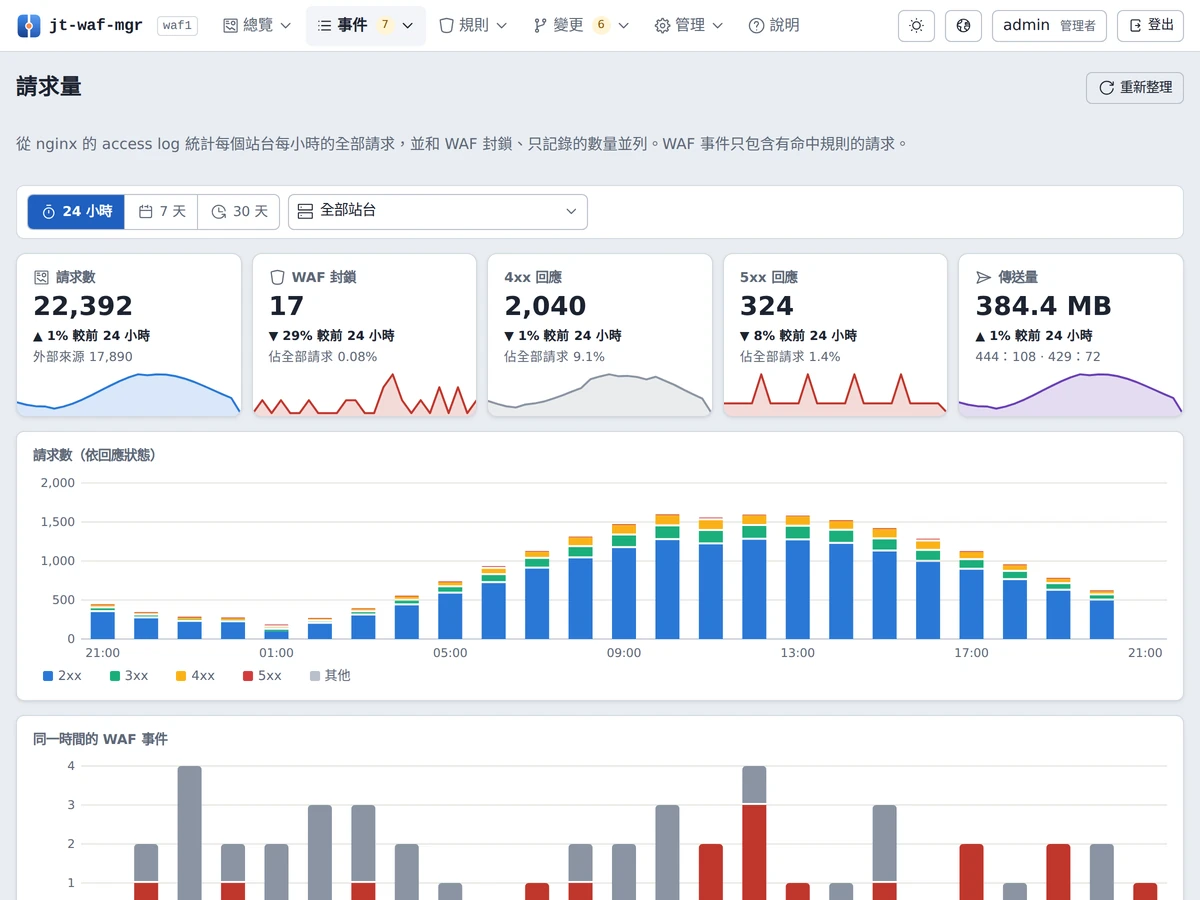 jt-waf-mgr waf1 總覽 事件 7 規則 變更 6 管理 說明 admin 管理者 登出
請求量
重新整理
從 nginx 的 access log 統計每個站台每小時的全部請求，並和 WAF 封鎖、只記錄的數量並列。WAF 事件只包含有命中規則的請求。
24 小時 7 天 30 天 全部站台
請求數
22,392
▲ 1% 較前 24 小時
外部來源 17,890
WAF 封鎖
17
▼ 29% 較前 24 小時
佔全部請求 0.08%
4xx 回應
2,040
▼ 1% 較前 24 小時
佔全部請求 9.1%
5xx 回應
324
▼ 8% 較前 24 小時
佔全部請求 1.4%
傳送量
384.4 MB
▲ 1% 較前 24 小時
444：108 · 429：72
請求數（依回應狀態）
2,000
1,500
1,000
500
0
21:00 01:00 05:00 09:00 13:00 17:00 21:00
2xx 3xx 4xx 5xx 其他
同一時間的 WAF 事件
4
3
2
1